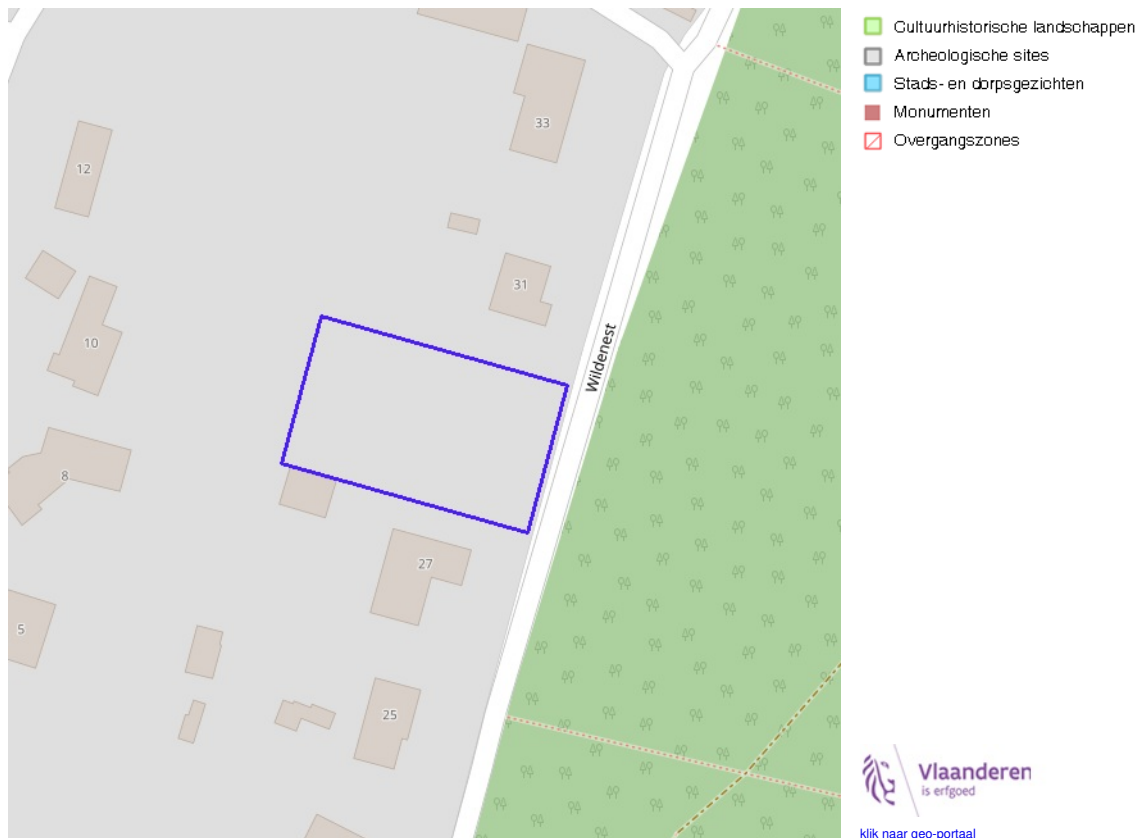 33
12
31
10
Wildenest
8
27
5
25
Cultuurhistorische landschappen
Archeologische sites
Stads- en dorpsgezichten
Monumenten
Overgangszones
Vlaanderen
is erfgoed
klik naar geo-portaal